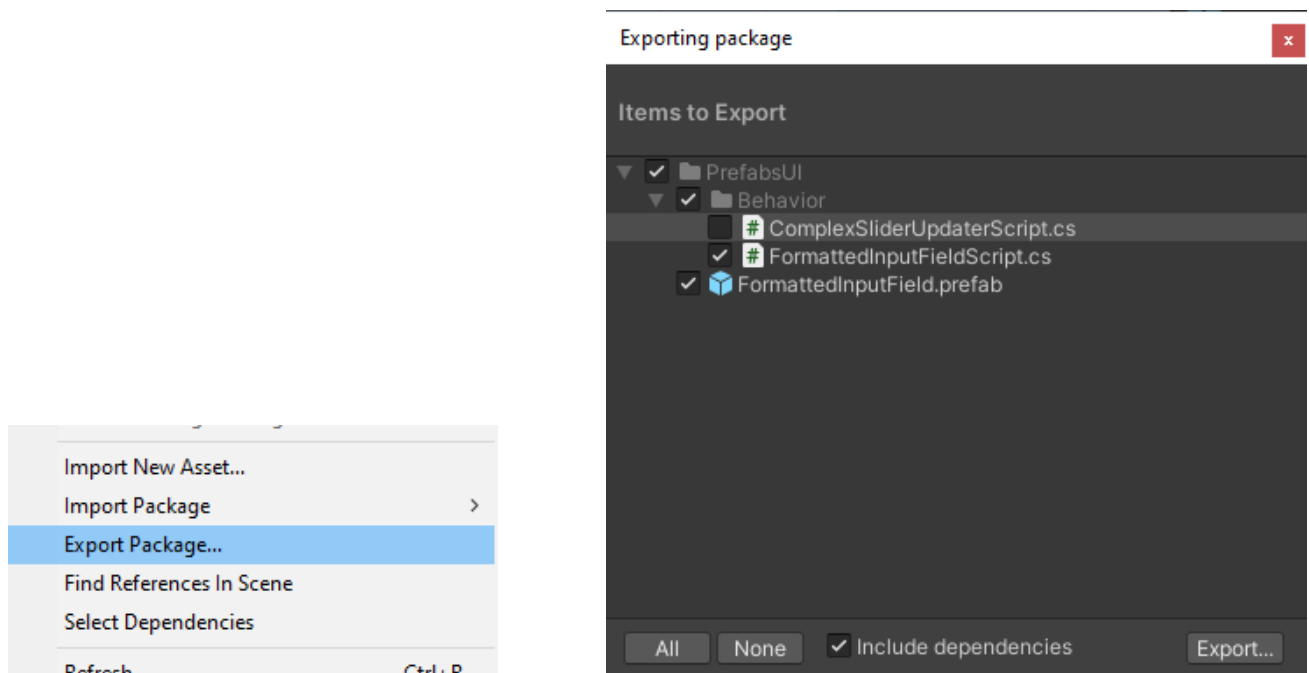 Import New Asset...
Import Package
Export Package...
Find References In Scene
Select Dependencies
Exporting package
x
Items to Export
PrefabsUI
Behavior
# ComplexSliderUpdaterScript.cs
# FormattedInputFieldScript.cs
FormattedInputField.prefab
All
None
Include dependencies
Export...